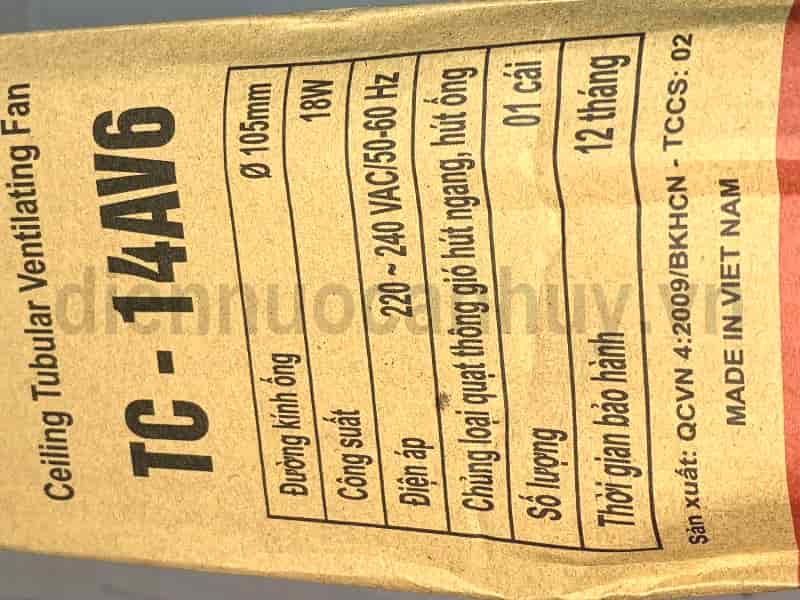 Ceiling Tubular Ventilating Fan
TC - 14AV6
Đường kính ống Ø 105mm
Công suất 18W
Điện áp 220 ~ 240 VAC/50-60 Hz
Chủng loại quạt thông gió hút ngang, hút ống
Số lượng 01 cái
Thời gian bảo hành 12 tháng
Sản xuất: QCVN 4:2009/BKHCN - TCCS: 02
MADE IN VIET NAM
diennuocanhhuy.vn